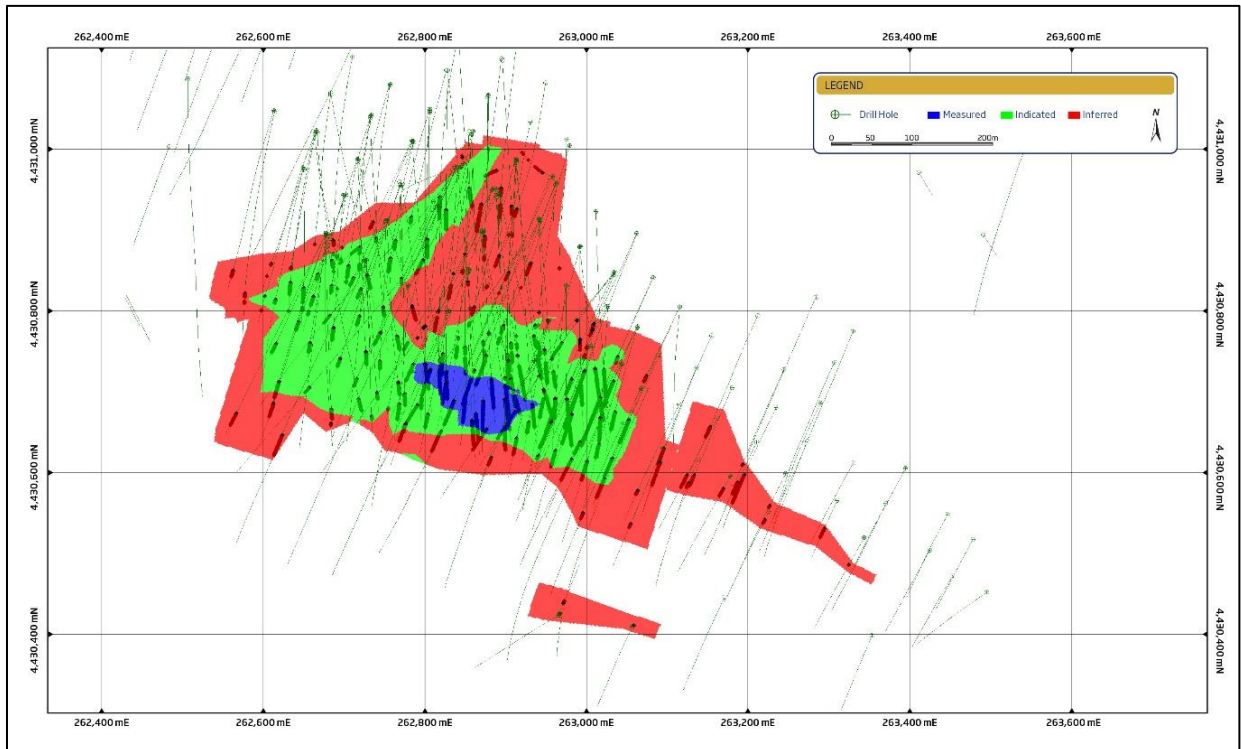 262,400 mE 262,600 mE 262,800 mE 263,000 mE 263,200 mE 263,400 mE 263,600 mE
LEGEND
Drill Hole Measured Indicated Inferred N
0 50 100 200m
4,431,000 mN 4,431,000 mN
4,430,800 mN 4,430,800 mN
4,430,600 mN 4,430,600 mN
4,430,400 mN 4,430,400 mN
262,400 mE 262,600 mE 262,800 mE 263,000 mE 263,200 mE 263,400 mE 263,600 mE